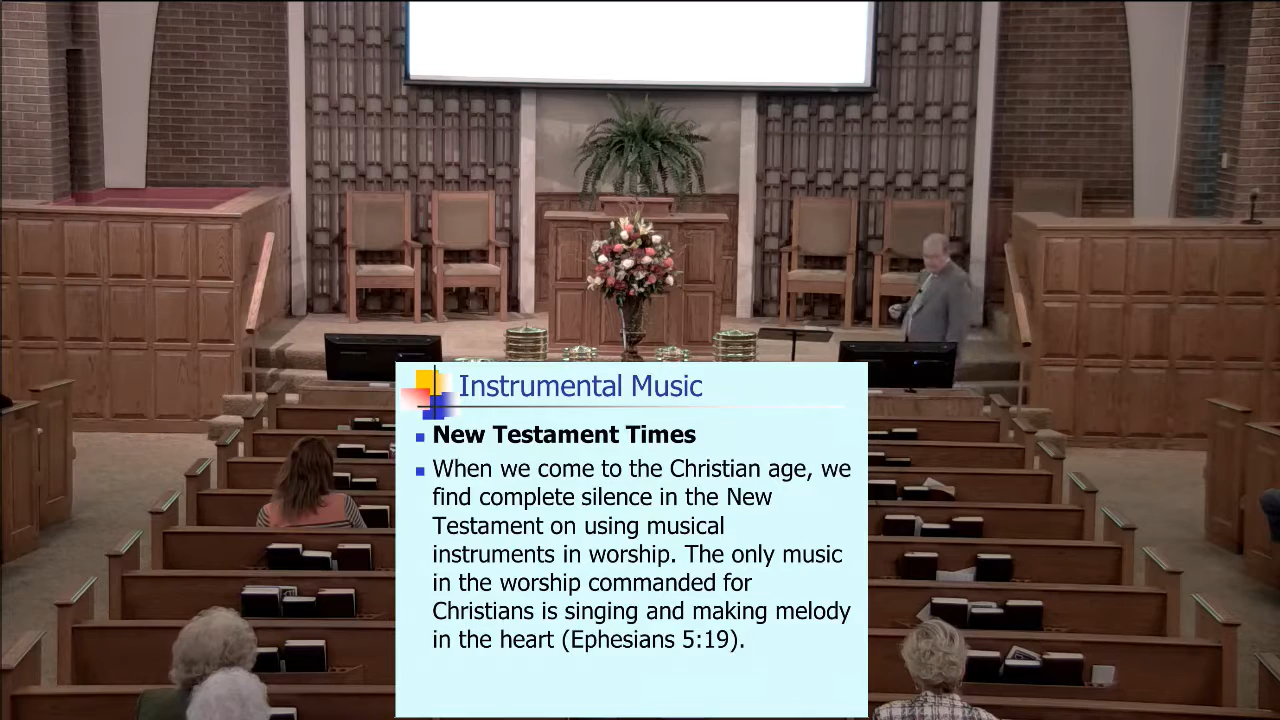 Instrumental Music
New Testament Times
When we come to the Christian age, we
find complete silence in the New
Testament on using musical
instruments in worship. The only music
in the worship commanded for
Christians is singing and making melody
in the heart (Ephesians 5:19).